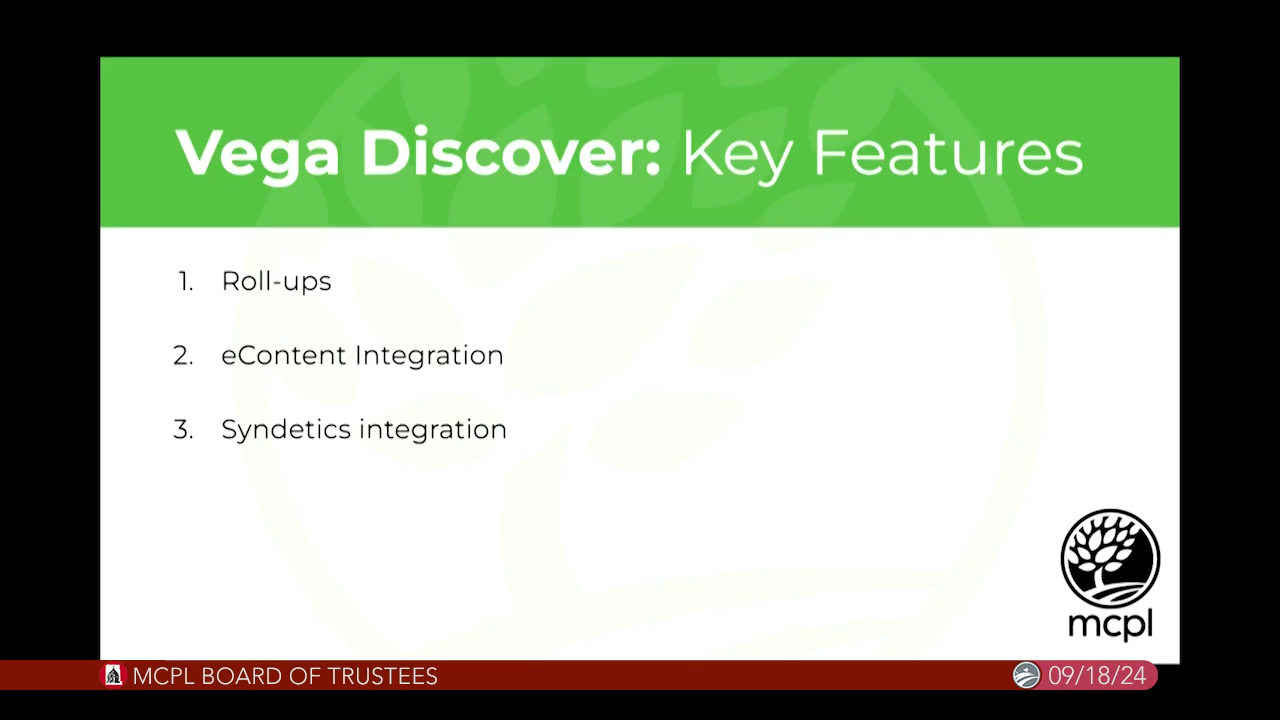 Vega Discover: Key Features
1. Roll-ups
2. eContent Integration
3. Syndetics integration
mcpl
MCPL BOARD OF TRUSTEES
09/18/24